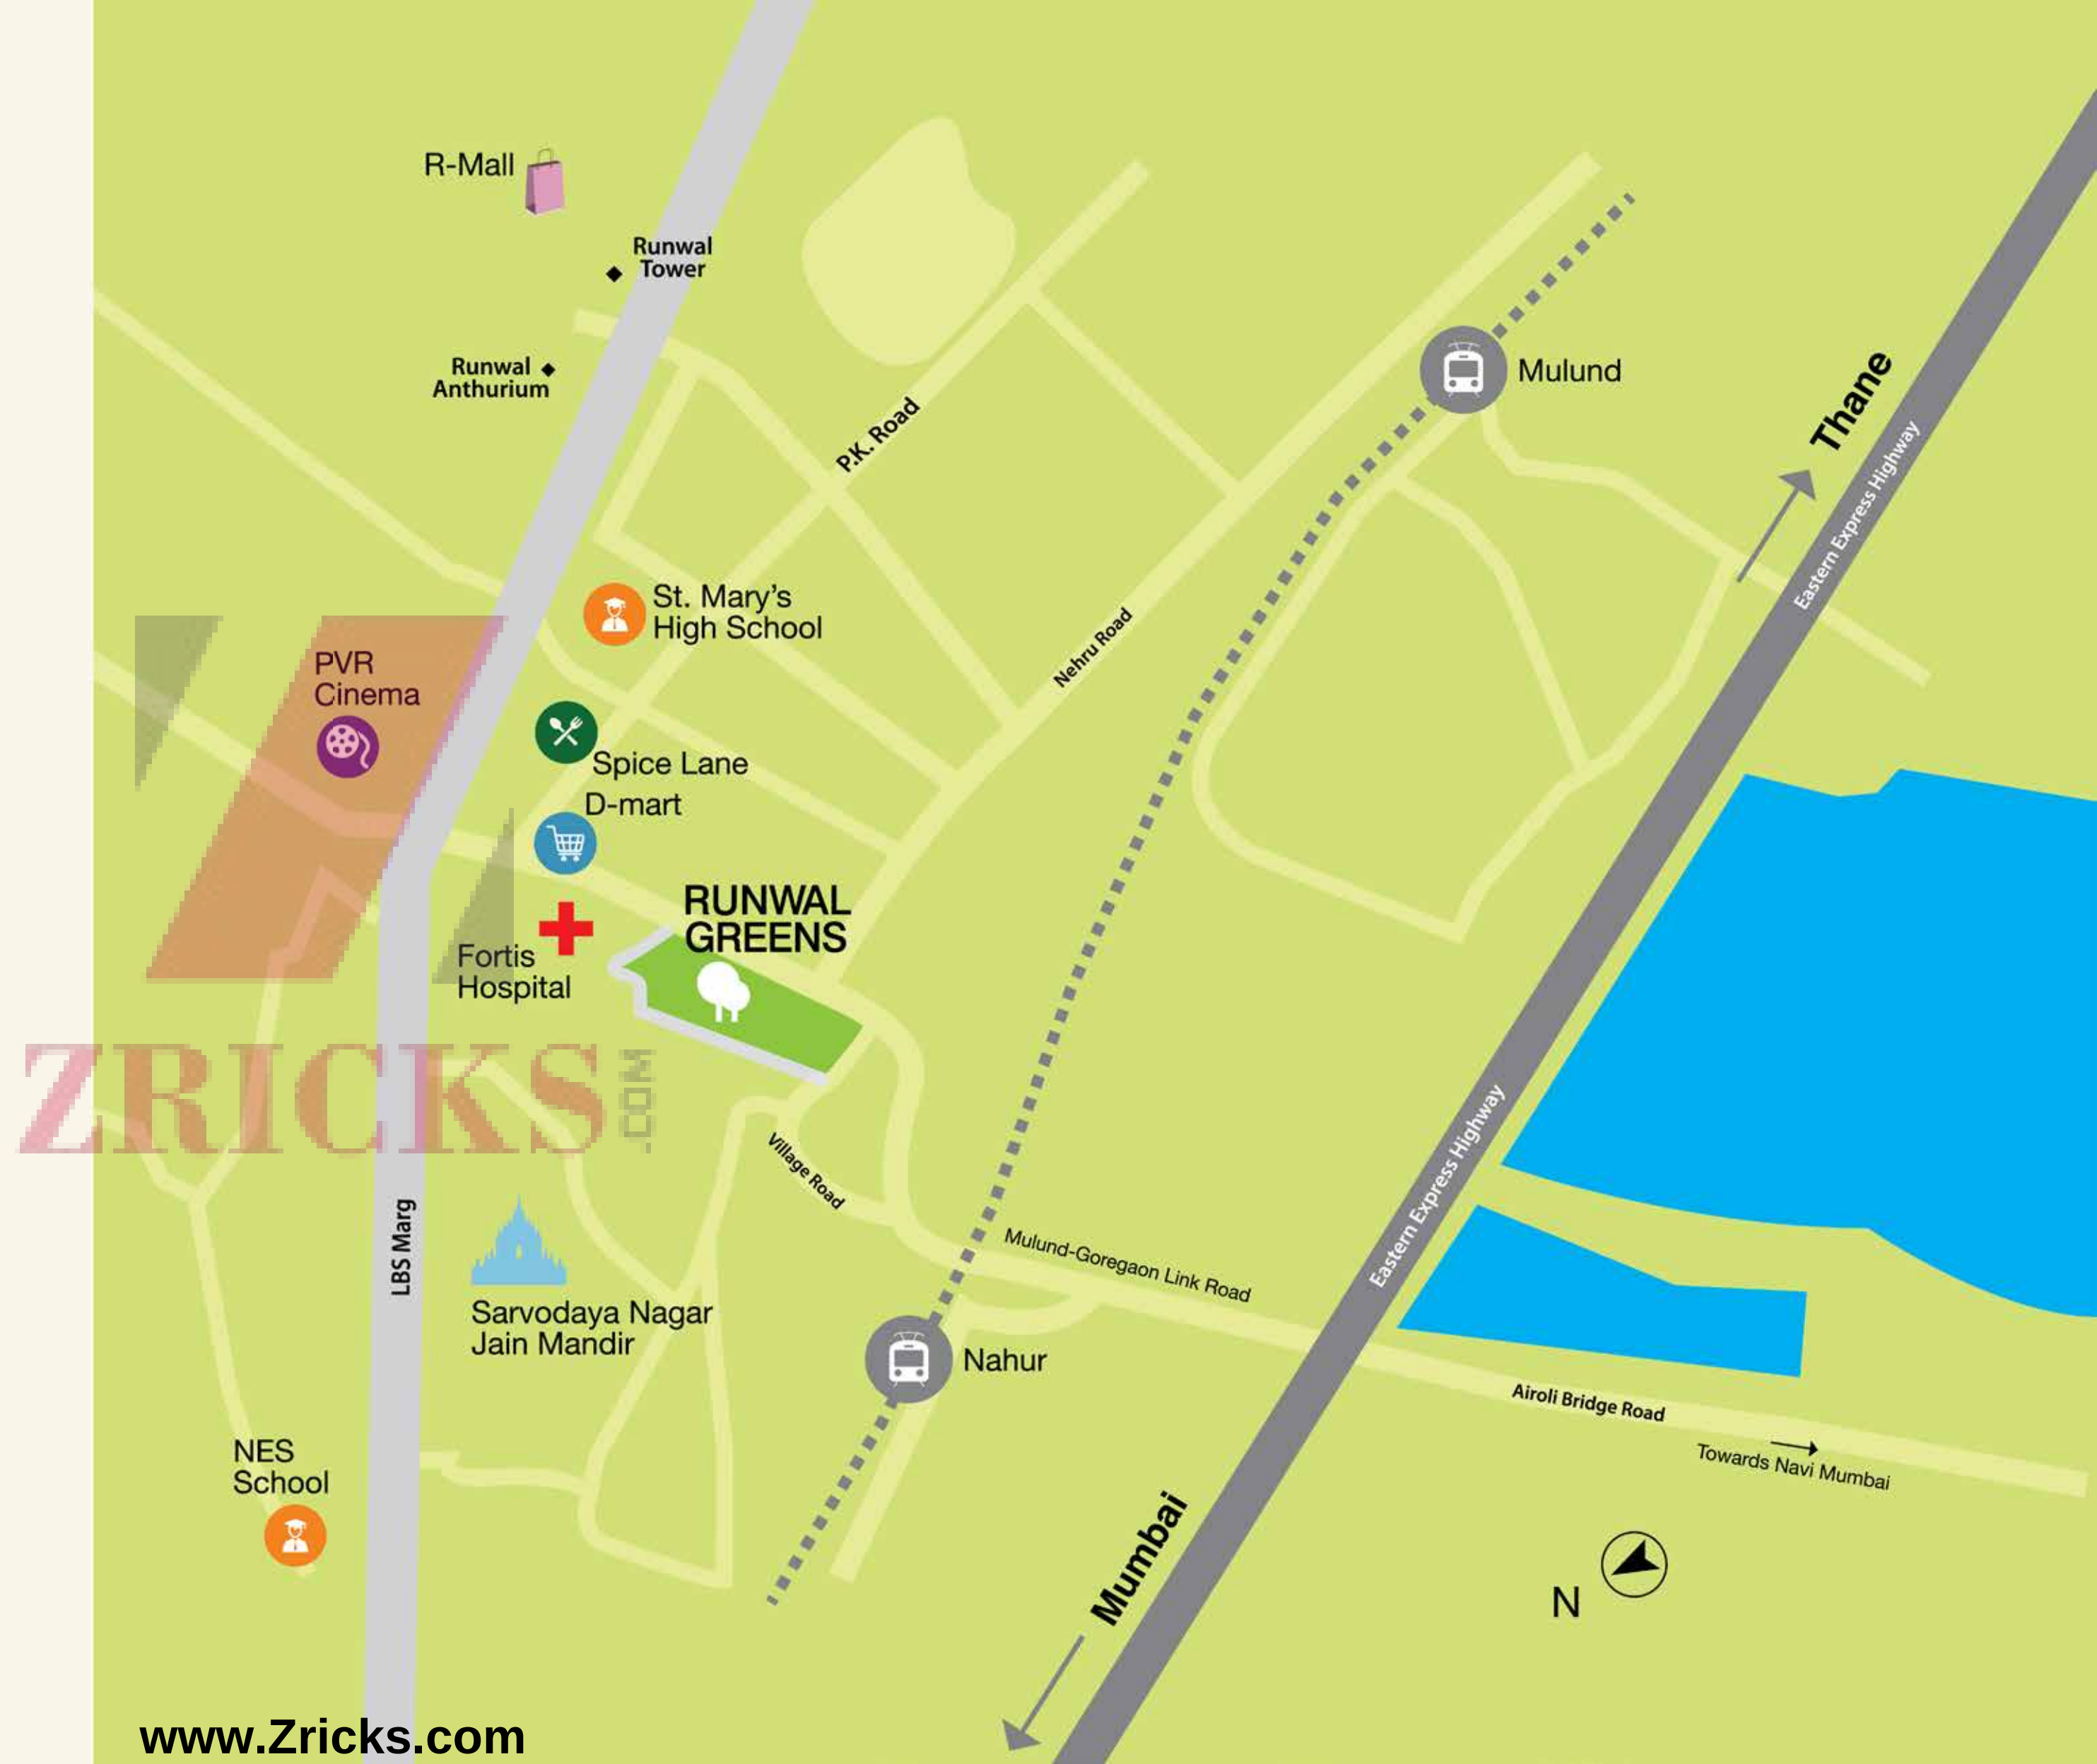 R-Mall
Runwal
Tower
Runwal
Anthurium
P.K. Road
Mulund
Thane
Eastern Express Highway
St. Mary's
High School
Nehru Road
PVR
Cinema
Spice Lane
D-mart
RUNWAL
GREENS
Fortis
Hospital
ZRICKS
.COM
Village Road
LBS Marg
Eastern Express Highway
Mulund-Goregaon Link Road
Sarvodaya Nagar
Jain Mandir
Nahur
Airoli Bridge Road
Towards Navi Mumbai
NES
School
Mumbai
N
www.Zricks.com